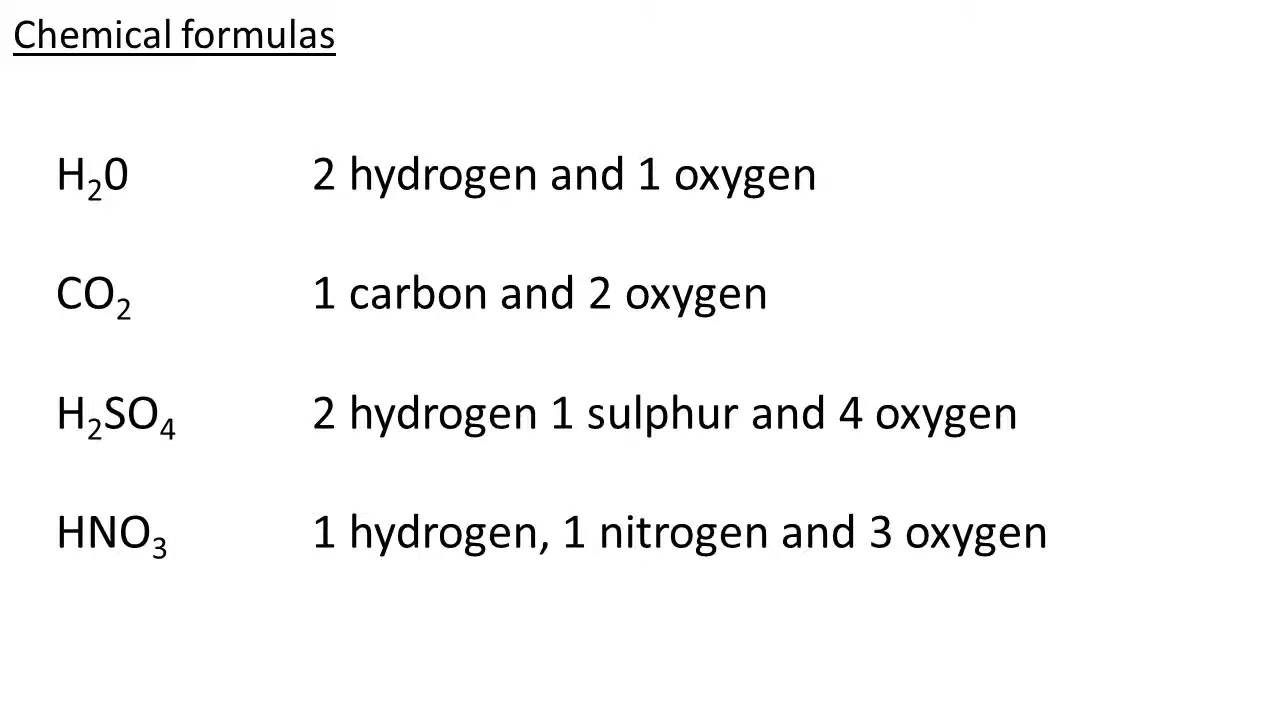 Chemical formulas
H₂0 2 hydrogen and 1 oxygen
CO₂ 1 carbon and 2 oxygen
H₂SO₄ 2 hydrogen 1 sulphur and 4 oxygen
HNO₃ 1 hydrogen, 1 nitrogen and 3 oxygen